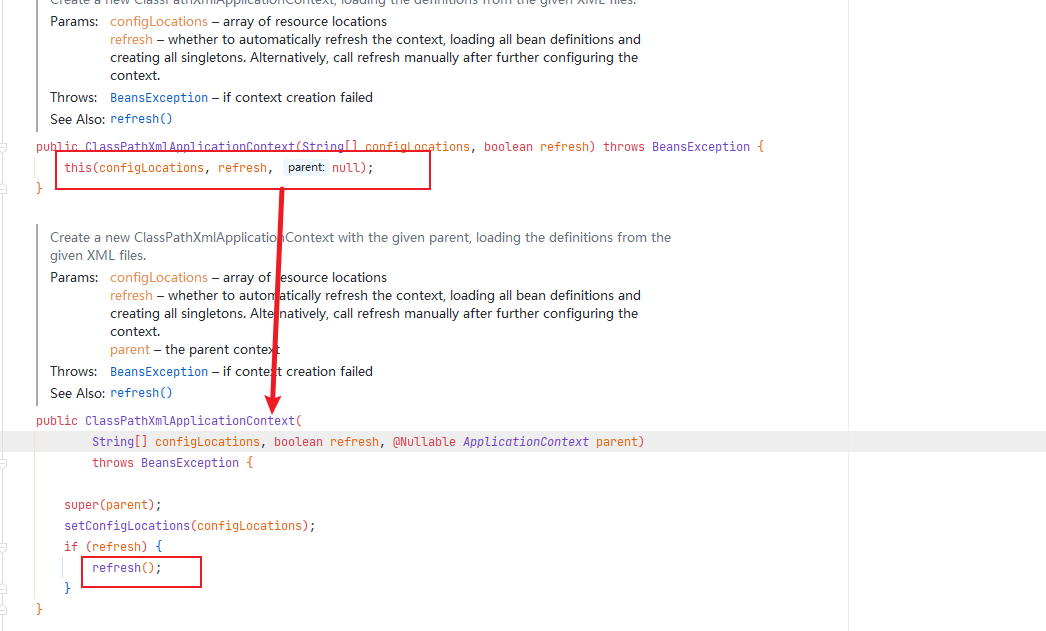 Create a new ClassPathXmlApplicationContext, loading the definitions from the given XML files.
Params: configLocations – array of resource locations
refresh – whether to automatically refresh the context, loading all bean definitions and
creating all singletons. Alternatively, call refresh manually after further configuring the
context.
Throws: BeansException – if context creation failed
See Also: refresh()
public ClassPathXmlApplicationContext(String[] configLocations, boolean refresh) throws BeansException {
this(configLocations, refresh, parent: null);
}
Create a new ClassPathXmlApplicationContext with the given parent, loading the definitions from the
given XML files.
Params: configLocations – array of resource locations
refresh – whether to automatically refresh the context, loading all bean definitions and
creating all singletons. Alternatively, call refresh manually after further configuring the
context.
parent – the parent context
Throws: BeansException – if context creation failed
See Also: refresh()
public ClassPathXmlApplicationContext(
String[] configLocations, boolean refresh, @Nullable ApplicationContext parent)
throws BeansException {
super(parent);
setConfigLocations(configLocations);
if (refresh) {
refresh();
}
}